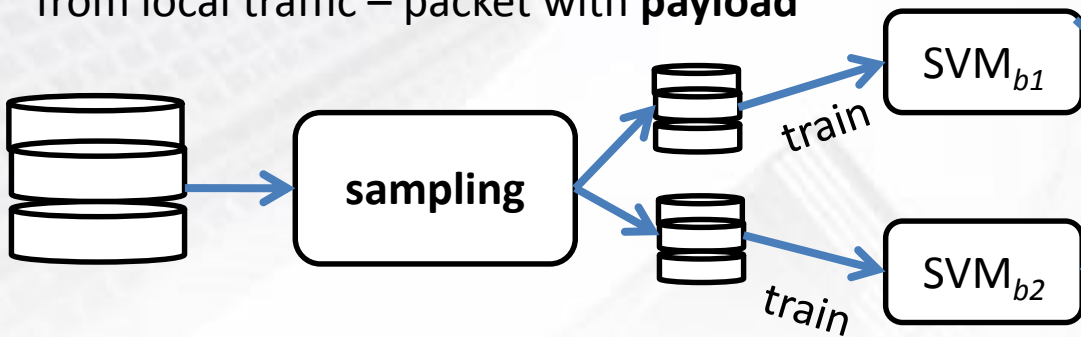 from local traffic – packet with payload
SVMb1
train
sampling
SVMb2
train